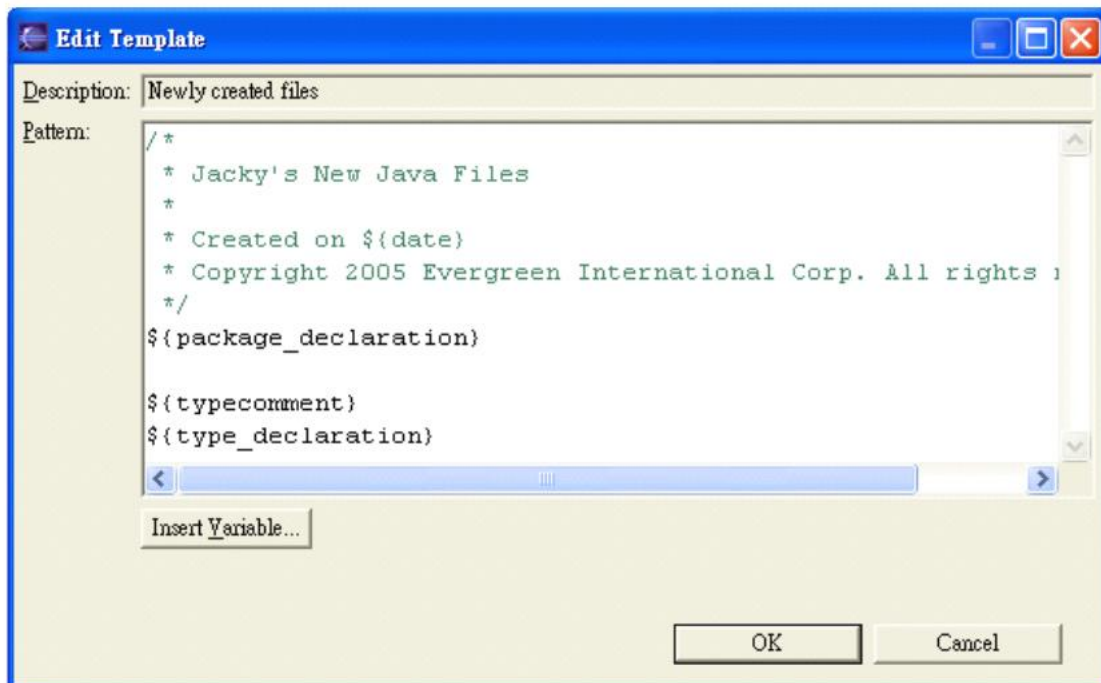 Edit Template
Description: Newly created files
Pattern:
/*
 * Jacky's New Java Files
 *
 * Created on ${date}
 * Copyright 2005 Evergreen International Corp. All rights
 */
${package_declaration}
${typecomment}
${type_declaration}
Insert Variable...
OK Cancel